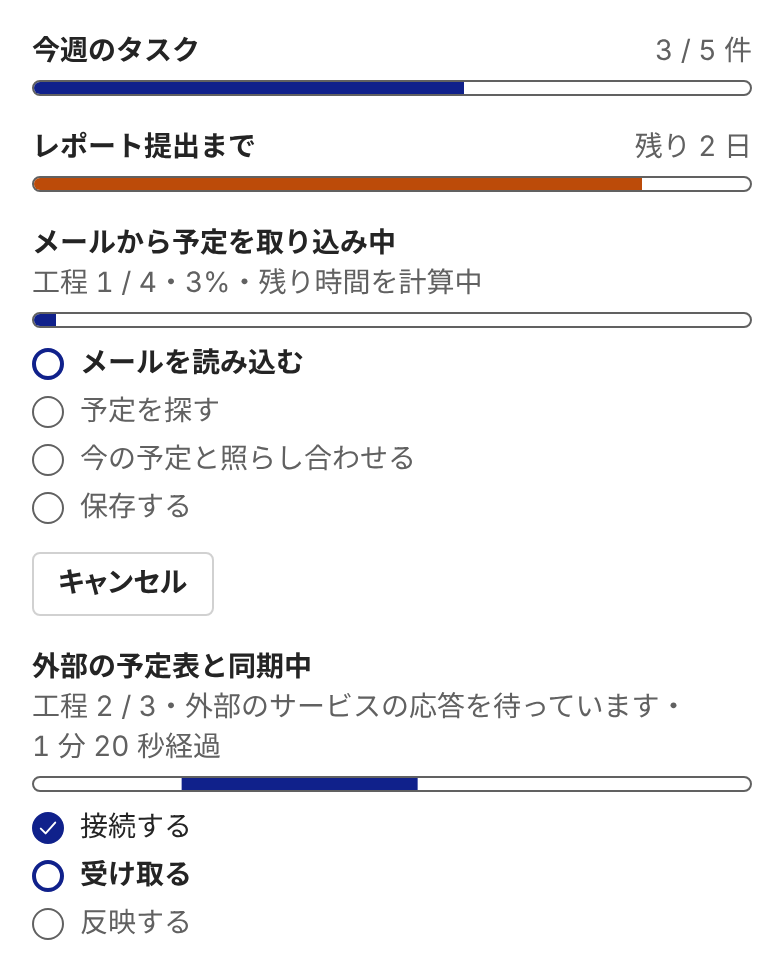 今週のタスク 3 / 5 件
レポート提出まで 残り 2 日
メールから予定を取り込み中
工程 1 / 4・3%・残り時間を計算中
メールを読み込む
予定を探す
今の予定と照らし合わせる
保存する
キャンセル
外部の予定表と同期中
工程 2 / 3・外部のサービスの応答を待っています・
1 分 20 秒経過
接続する
受け取る
反映する